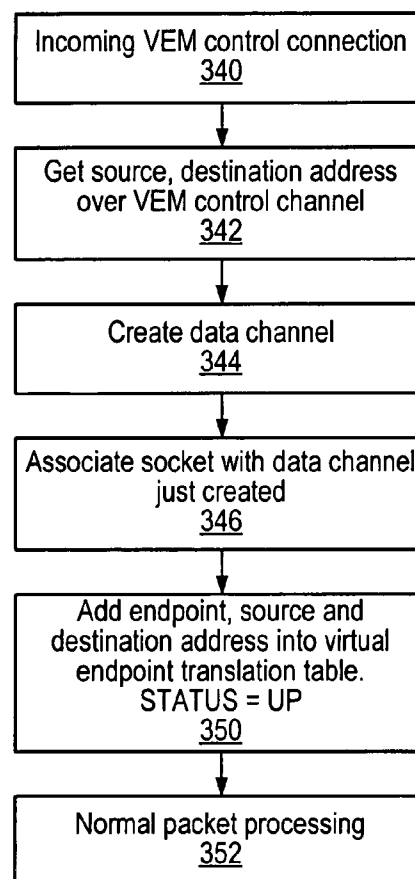 Incoming VEM control connection
340
Get source, destination address
over VEM control channel
342
Create data channel
344
Associate socket with data channel
just created
346
Add endpoint, source and
destination address into virtual
endpoint translation table.
STATUS = UP
350
Normal packet processing
352